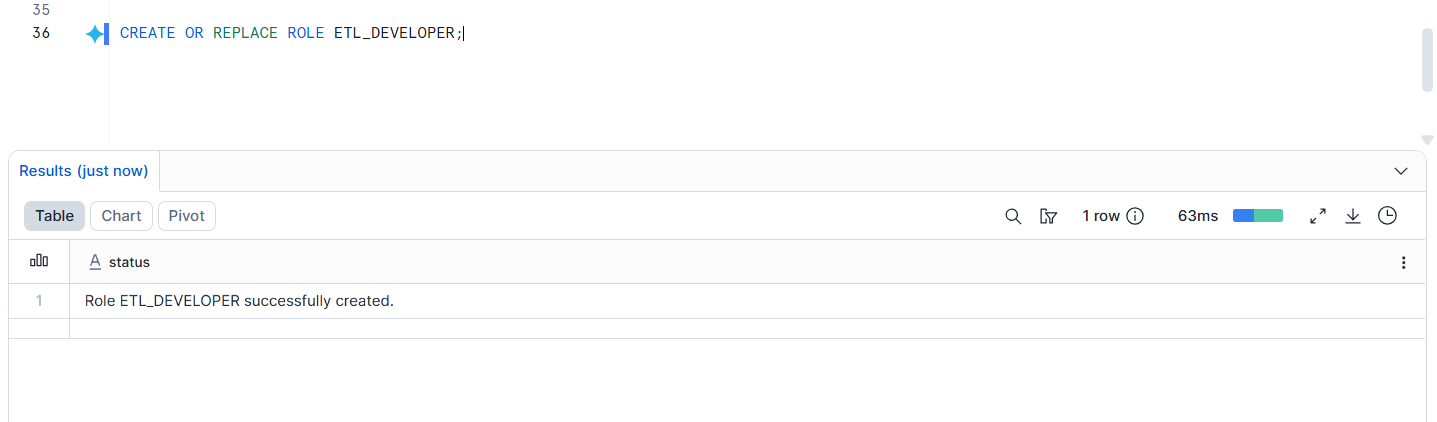 35
36 CREATE OR REPLACE ROLE ETL_DEVELOPER;
Results (just now)
Table Chart Pivot 1 row 63ms
A status
1 Role ETL_DEVELOPER successfully created.